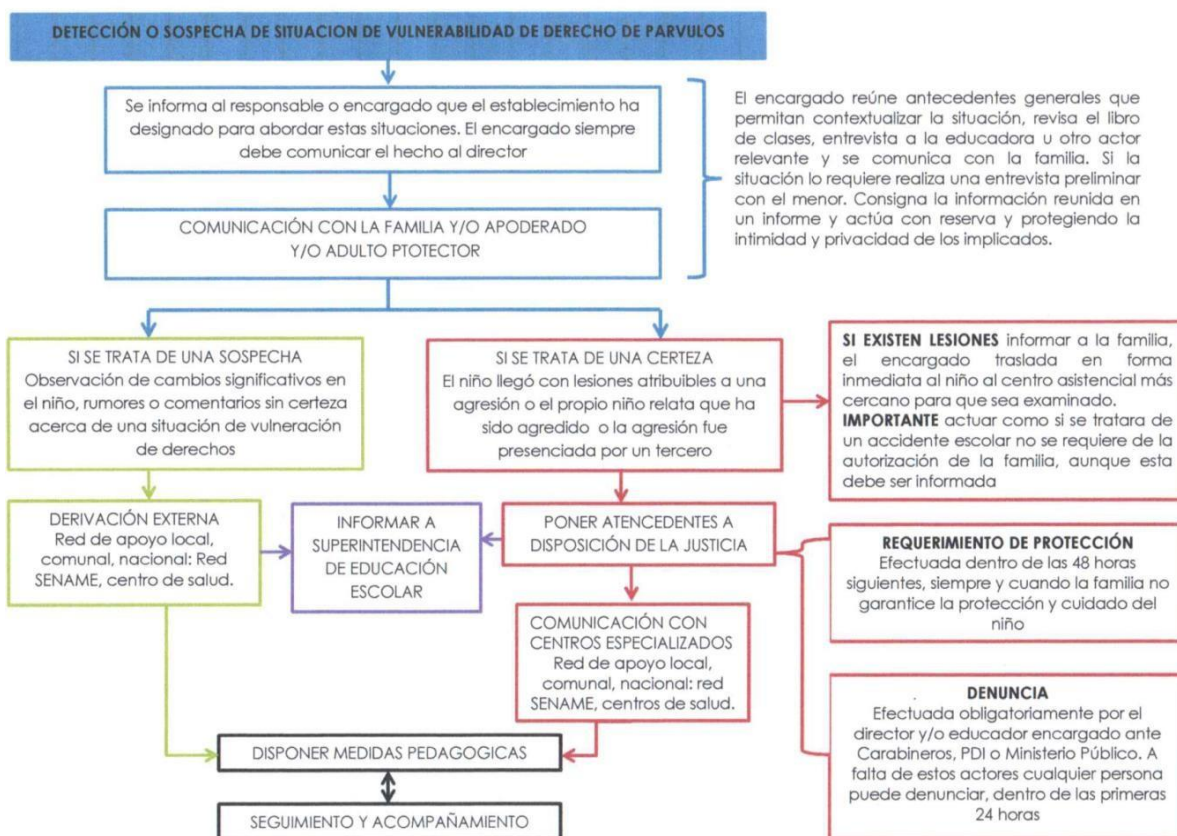 DETECCIÓN O SOSPECHA DE SITUACION DE VULNERABILIDAD DE DERECHO DE PARVULOS
Se informa al responsable o encargado que el establecimiento ha
designado para abordar estas situaciones. El encargado siempre
debe comunicar el hecho al director
El encargado reúne antecedentes generales que
permitan contextualizar la situación, revisa el libro
de clases, entrevista a la educadora u otro actor
relevante y se comunica con la familia. Si la
situación lo requiere realiza una entrevista preliminar
con el menor. Consigna la información reunida
en un informe y actúa con reserva y protegiendo la
intimidad y privacidad de los implicados.
COMUNICACIÓN CON LA FAMILIA Y/O APODERADO
Y/O ADULTO PTOTECTOR
SI SE TRATA DE UNA SOSPECHA
Observación de cambios significativos en
el niño, rumores o comentarios sin certeza
acerca de una situación de vulneración
de derechos
SI SE TRATA DE UNA CERTEZA
El niño llegó con lesiones atribuibles a una
agresión o el propio niño relata que ha
sido agredido o la agresión fue
presenciada por un tercero
SI EXISTEN LESIONES informar a la familia,
el encargado traslada en forma
inmediata al niño al centro asistencial más
cercano para que sea examinado.
IMPORTANTE actuar como si se tratara de
un accidente escolar no se requiere de la
autorización de la familia, aunque esta
debe ser informada
DERIVACIÓN EXTERNA
Red de apoyo local,
comunal, nacional: Red
SENAME, centro de salud.
INFORMAR A
SUPERINTENDENCIA
DE EDUCACIÓN
ESCOLAR
PONER ATENCEDENTES A
DISPOSICIÓN DE LA JUSTICIA
REQUERIMIENTO DE PROTECCIÓN
Efectuada dentro de las 48 horas
siguientes, siempre y cuando la familia no
garantice la protección y cuidado del
niño
COMUNICACIÓN CON
CENTROS ESPECIALIZADOS
Red de apoyo local,
comunal, nacional: red
SENAME, centros de salud.
DENUNCIA
Efectuada obligatoriamente por el
director y/o educador encargado ante
Carabineros, PDI o Ministerio Público. A
falta de estos actores cualquier persona
puede denunciar, dentro de las primeras
24 horas
DISPONER MEDIDAS PEDAGOGICAS
SEGUIMIENTO Y ACOMPAÑAMIENTO